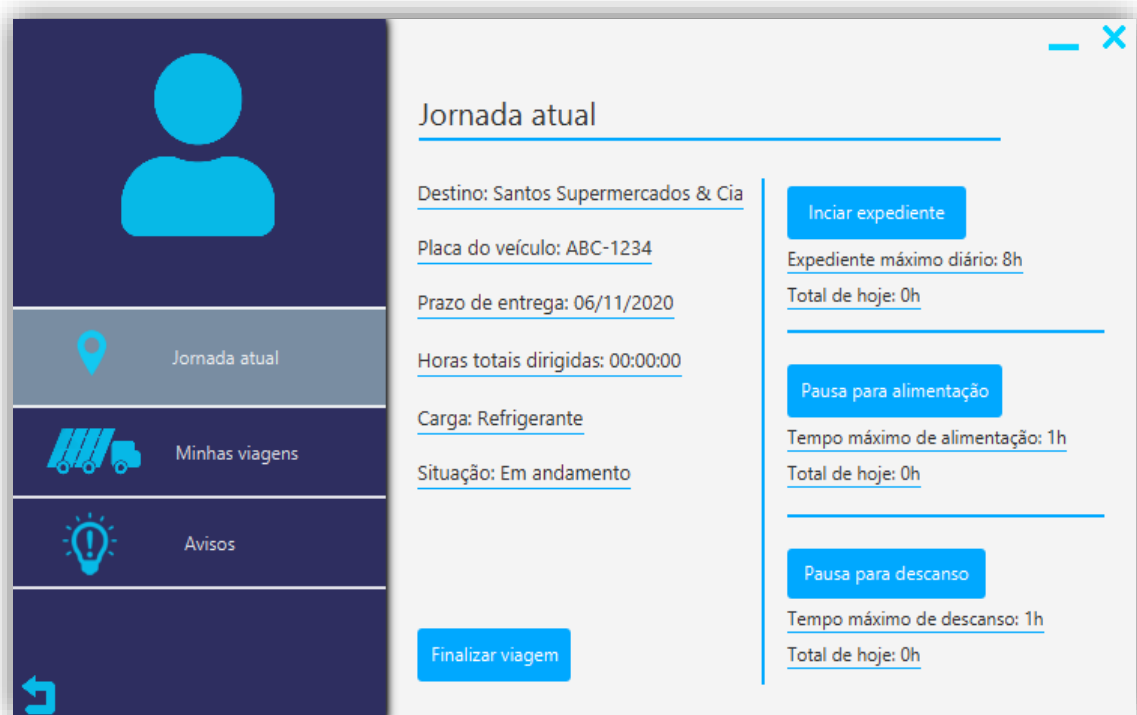 Jornada atual
Minhas viagens
Avisos
Jornada atual
Destino: Santos Supermercados & Cia
Placa do veículo: ABC-1234
Prazo de entrega: 06/11/2020
Horas totais dirigidas: 00:00:00
Carga: Refrigerante
Situação: Em andamento
Finalizar viagem
Inciar expediente
Expediente máximo diário: 8h
Total de hoje: 0h
Pausa para alimentação
Tempo máximo de alimentação: 1h
Total de hoje: 0h
Pausa para descanso
Tempo máximo de descanso: 1h
Total de hoje: 0h